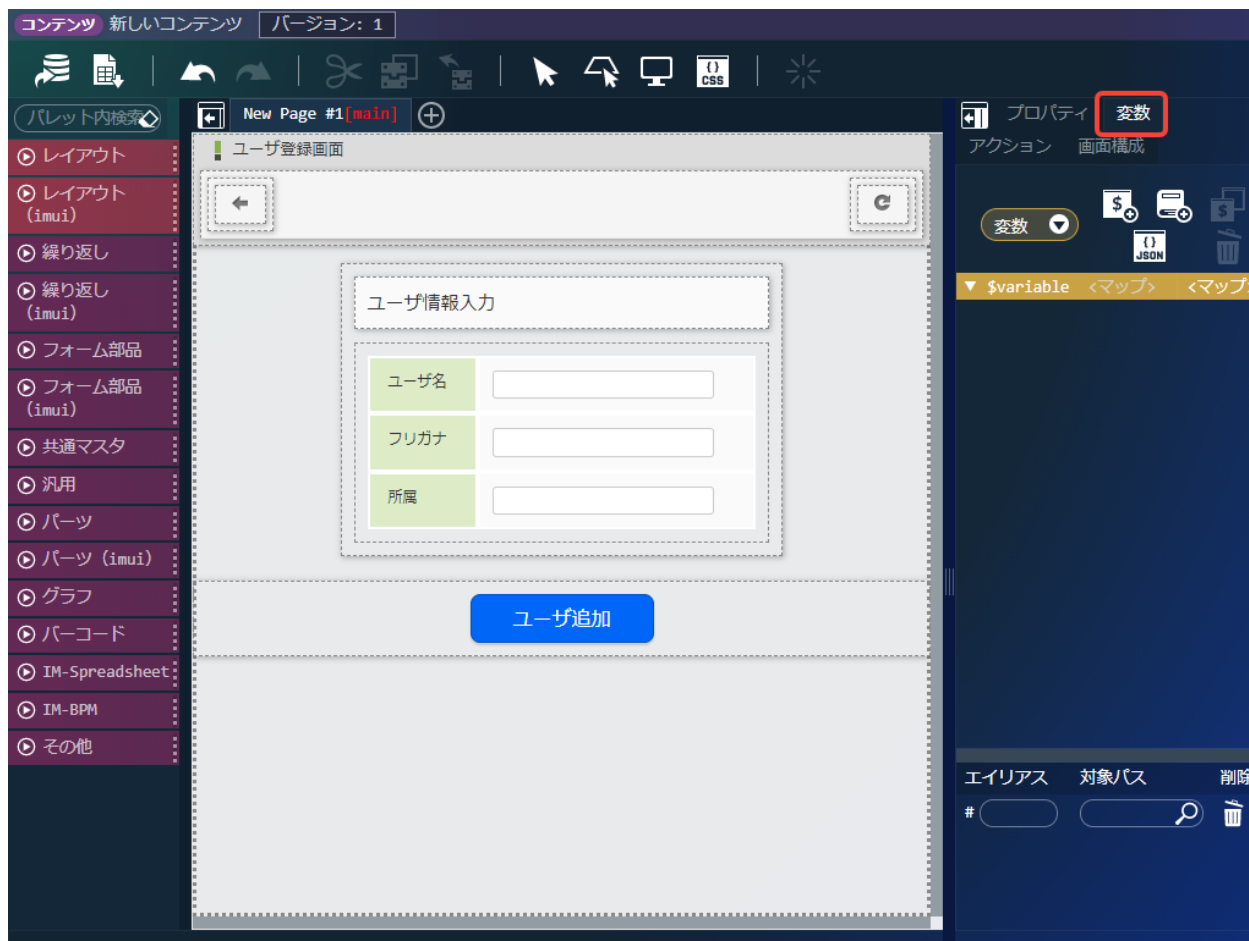 コンテンツ 新しいコンテンツ バージョン: 1
{} CSS
パレット内検索
New Page #1[main]
プロパティ 変数
アクション 画面構成
レイアウト
レイアウト
(imui)
繰り返し
繰り返し
(imui)
フォーム部品
フォーム部品
(imui)
共通マスタ
汎用
パーツ
パーツ (imui)
グラフ
バーコード
IM-Spreadsheet
IM-BPM
その他
ユーザ登録画面
ユーザ情報入力
ユーザ名
フリガナ
所属
ユーザ追加
変数
$
$
{} JSON
$variable <マップ> <マップ
エイリアス 対象パス 削除
#